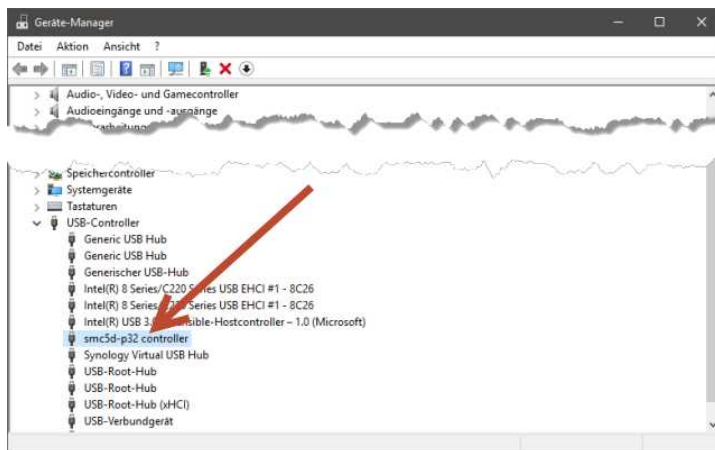 Geräte-Manager
Datei Aktion Ansicht ?
Audio-, Video- und Gamecontroller
Audioeingänge und -ausgänge
Speichercontroller
Systemgeräte
Tastaturen
USB-Controller
Generic USB Hub
Generic USB Hub
Generischer USB-Hub
Intel(R) 8 Series/C220 Series USB EHCI #1 - 8C26
Intel(R) 8 Series/C220 Series USB EHCI #1 - 8C26
Intel(R) USB 3.0 -Hostcontroller – 1.0 (Microsoft)
smc5d-p32 controller
Synology Virtual USB Hub
USB-Root-Hub
USB-Root-Hub
USB-Root-Hub (xHCI)
USB-Verbundgerät